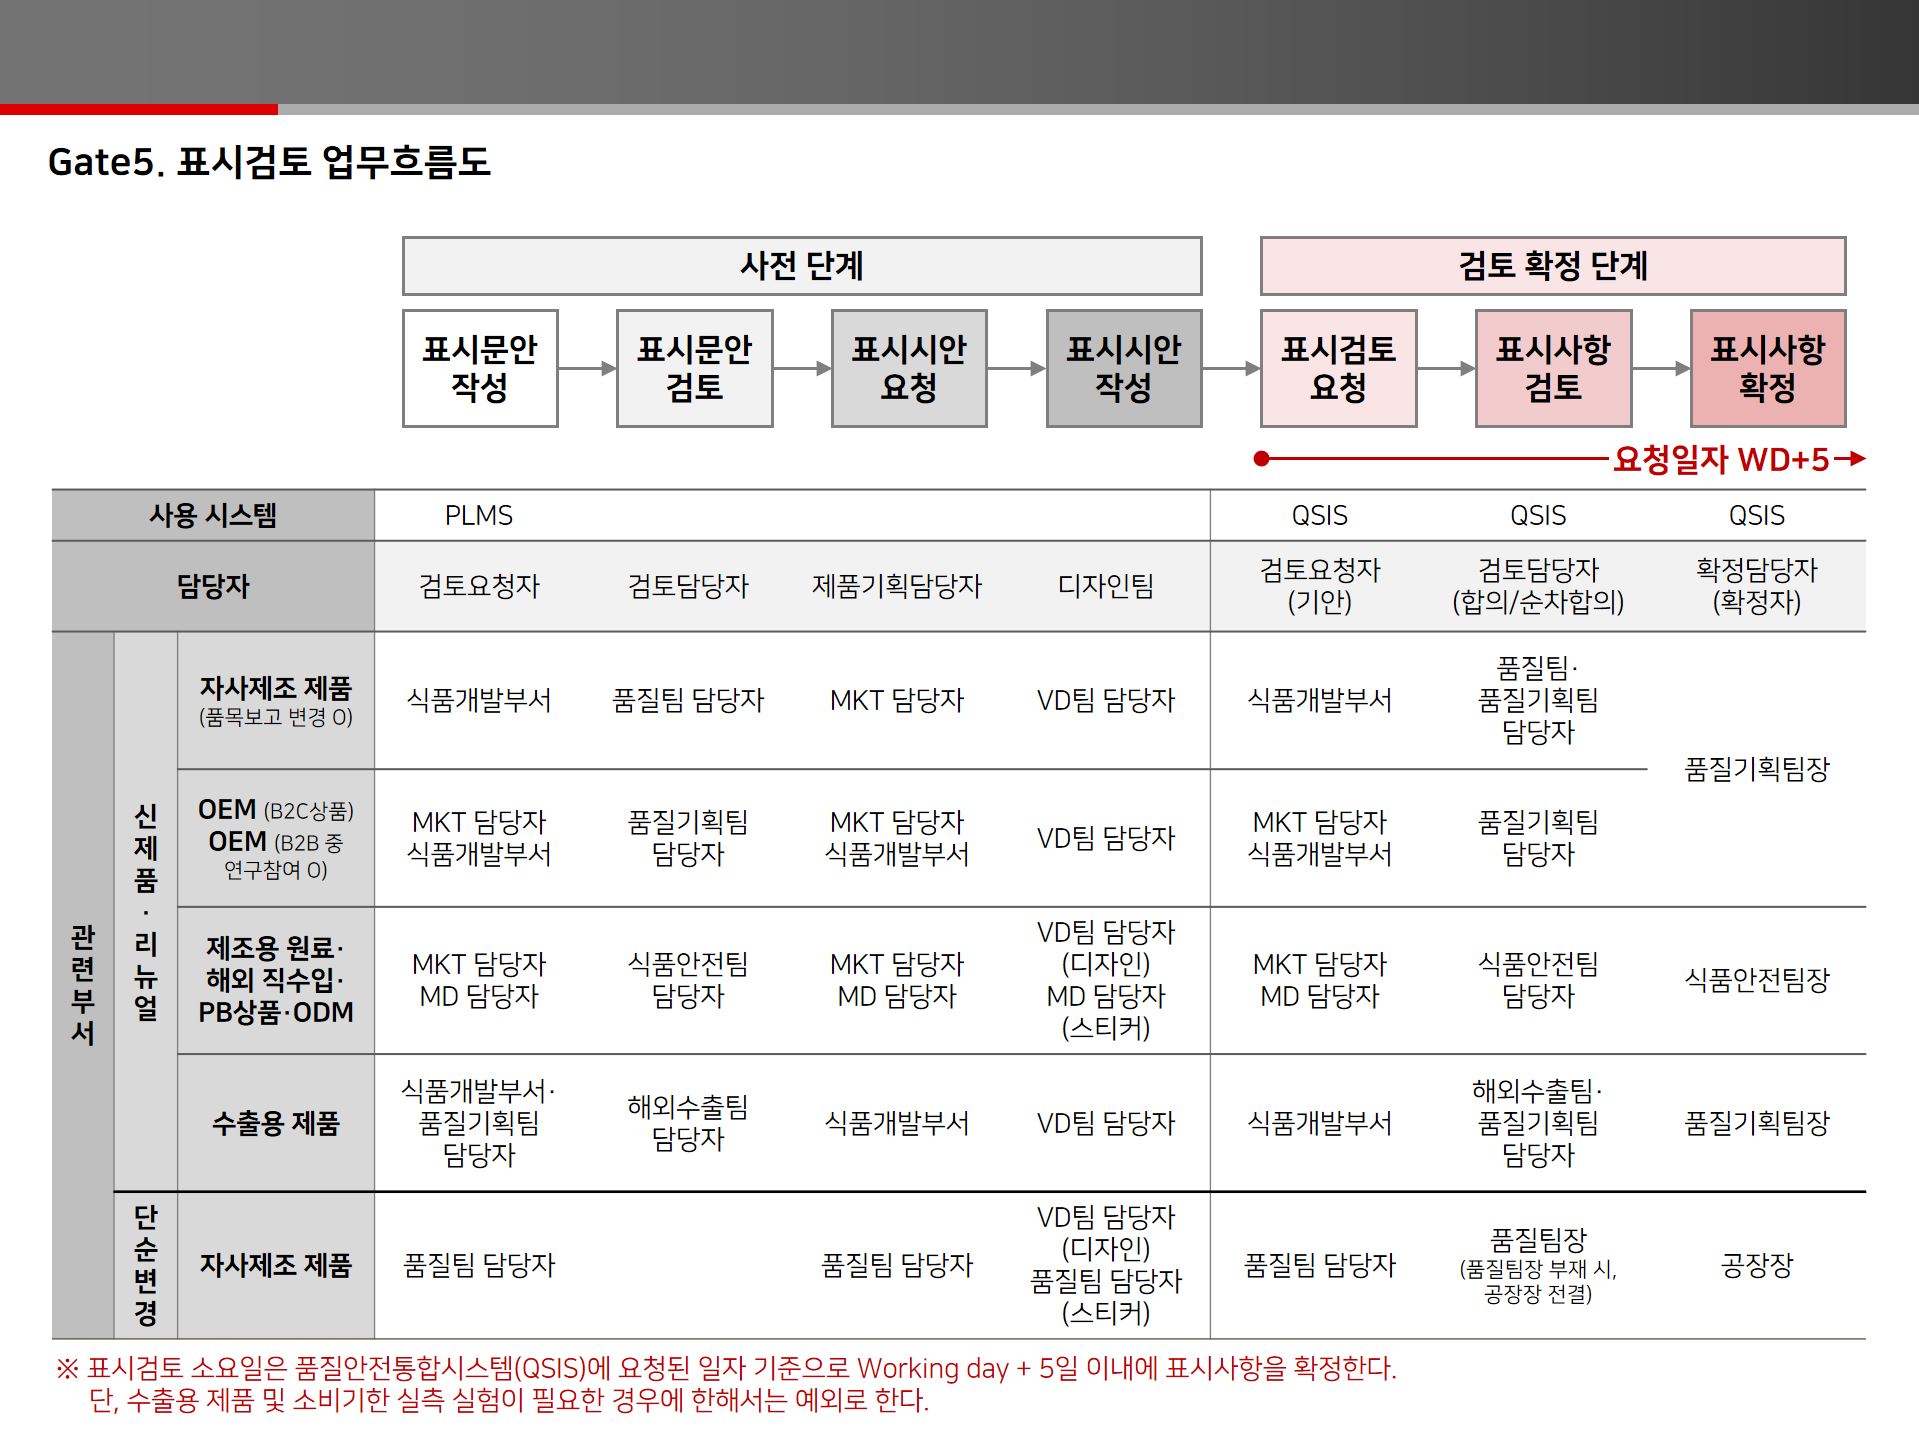 Gate5. 표시검토 업무흐름도
사전 단계
검토 확정 단계
표시문안
작성
표시문안
검토
표시시안
요청
표시시안
작성
표시검토
요청
표시사항
검토
표시사항
확정
요청일자 WD+5
사용 시스템
PLMS
QSIS
QSIS
QSIS
담당자
검토요청자
검토담당자
제품기획담당자
디자인팀
검토요청자
(기안)
검토담당자
(합의/순차합의)
확정담당자
(확정자)
관련부서
신제품·리뉴얼
자사제조 제품
(품목보고 변경 O)
식품개발부서
품질팀 담당자
MKT 담당자
VD팀 담당자
식품개발부서
품질팀·
품질기획팀
담당자
품질기획팀장
OEM (B2C상품)
OEM (B2B 중
연구참여 O)
MKT 담당자
식품개발부서
품질기획팀
담당자
MKT 담당자
식품개발부서
VD팀 담당자
MKT 담당자
식품개발부서
품질기획팀
담당자
제조용 원료·
해외 직수입·
PB상품·ODM
MKT 담당자
MD 담당자
식품안전팀
담당자
MKT 담당자
MD 담당자
VD팀 담당자
(디자인)
MD 담당자
(스티커)
MKT 담당자
MD 담당자
식품안전팀
담당자
식품안전팀장
수출용 제품
식품개발부서·
품질기획팀
담당자
해외수출팀
담당자
식품개발부서
VD팀 담당자
식품개발부서
해외수출팀·
품질기획팀
담당자
품질기획팀장
단순변경
자사제조 제품
품질팀 담당자
품질팀 담당자
VD팀 담당자
(디자인)
품질팀 담당자
(스티커)
품질팀 담당자
품질팀장
(품질팀장 부재 시,
공장장 전결)
공장장
※ 표시검토 소요일은 품질안전통합시스템(QSIS)에 요청된 일자 기준으로 Working day + 5일 이내에 표시사항을 확정한다.
단, 수출용 제품 및 소비기한 실측 실험이 필요한 경우에 한해서는 예외로 한다.